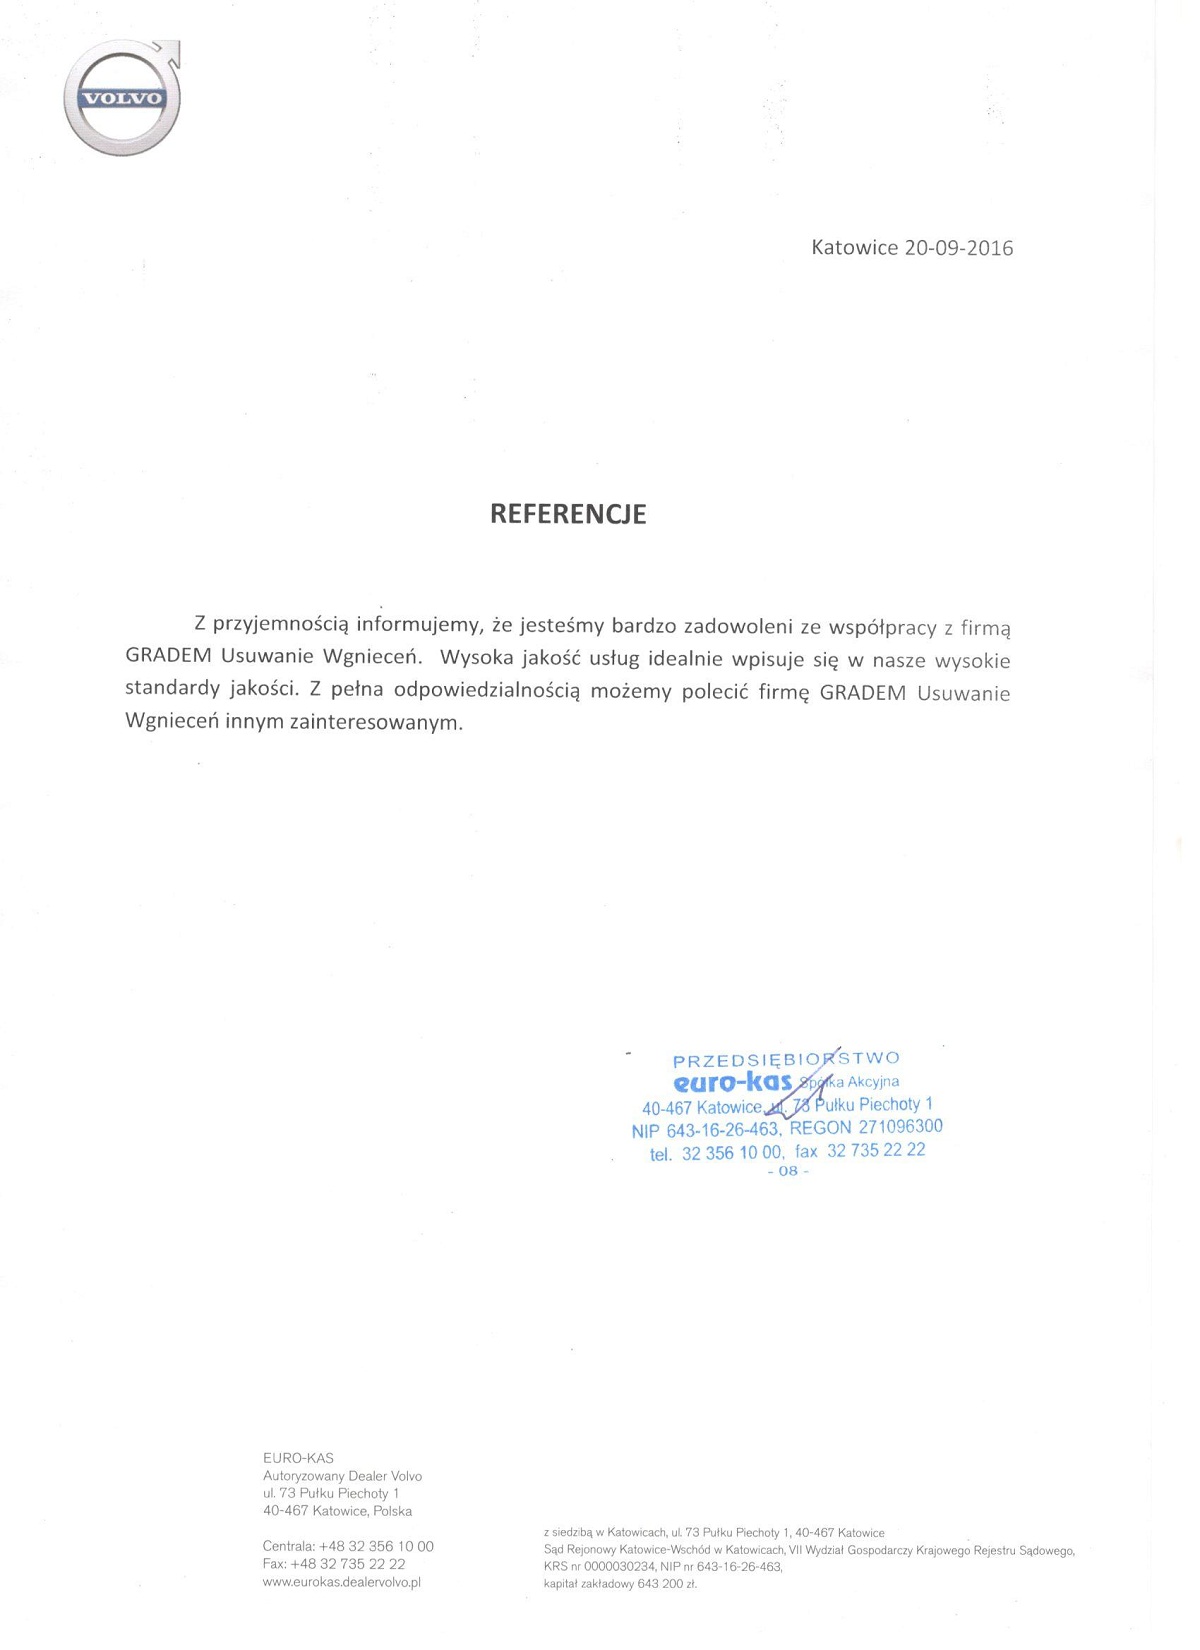 VOLVO
Katowice 20-09-2016
REFERENCJE
Z przyjemnością informujemy, że jesteśmy bardzo zadowoleni ze współpracy z firmą
GRADEM Usuwanie Wgnieceń. Wysoka jakość usług idealnie wpisuje się w nasze wysokie
standardy jakości. Z pełna odpowiedzialnością możemy polecić firmę GRADEM Usuwanie
Wgnieceń innym zainteresowanym.
PRZEDSIĘBIORSTWO
euro-kas Spółka Akcyjna
40-467 Katowice, ul. 73 Pułku Piechoty 1
NIP 643-16-26-463, REGON 271096300
tel. 32 356 10 00, fax 32 735 22 22
- 08 -
EURO-KAS
Autoryzowany Dealer Volvo
ul. 73 Pułku Piechoty 1
40-467 Katowice, Polska
Centrala: +48 32 356 10 00
Fax: +48 32 735 22 22
www.eurokas.dealervolvo.pl
z siedzibą w Katowicach, ul. 73 Pułku Piechoty 1, 40-467 Katowice
Sąd Rejonowy Katowice-Wschód w Katowicach, VII Wydział Gospodarczy Krajowego Rejestru Sądowego,
KRS nr 0000030234, NIP nr 643-16-26-463,
kapitał zakładowy 643 200 zł.